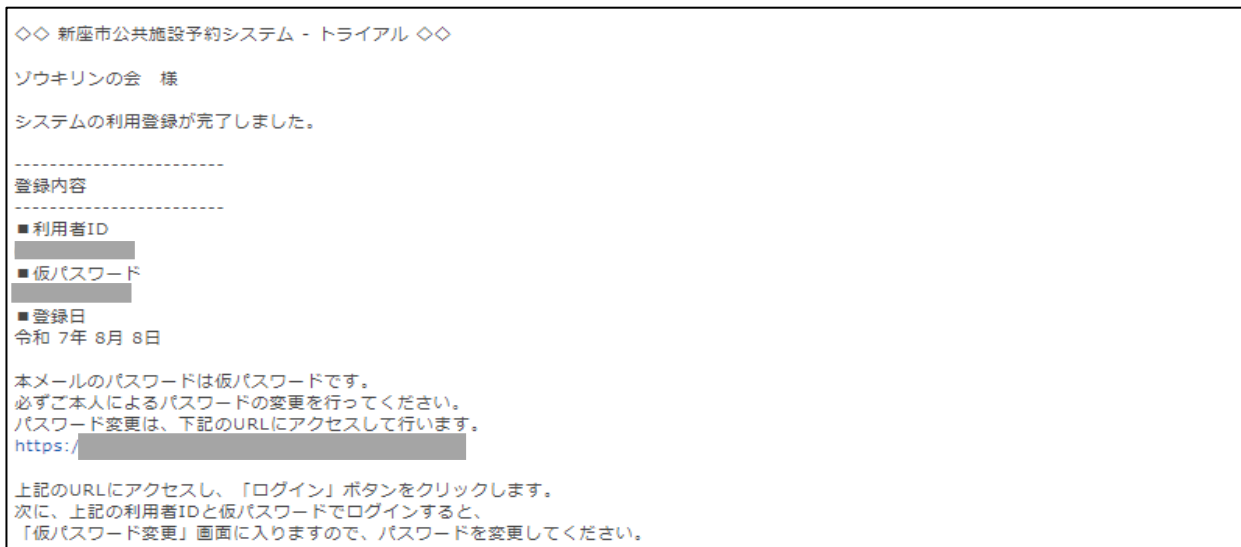 ◇◇ 新座市公共施設予約システム - トライアル ◇◇
ゾウキリンの会　様
システムの利用登録が完了しました。
------------------------
登録内容
------------------------
■利用者ID
■仮パスワード
■登録日
令和 7年 8月 8日
本メールのパスワードは仮パスワードです。
必ずご本人によるパスワードの変更を行ってください。
パスワード変更は、下記のURLにアクセスして行います。
https:/
上記のURLにアクセスし、「ログイン」ボタンをクリックします。
次に、上記の利用者IDと仮パスワードでログインすると、
「仮パスワード変更」画面に入りますので、パスワードを変更してください。